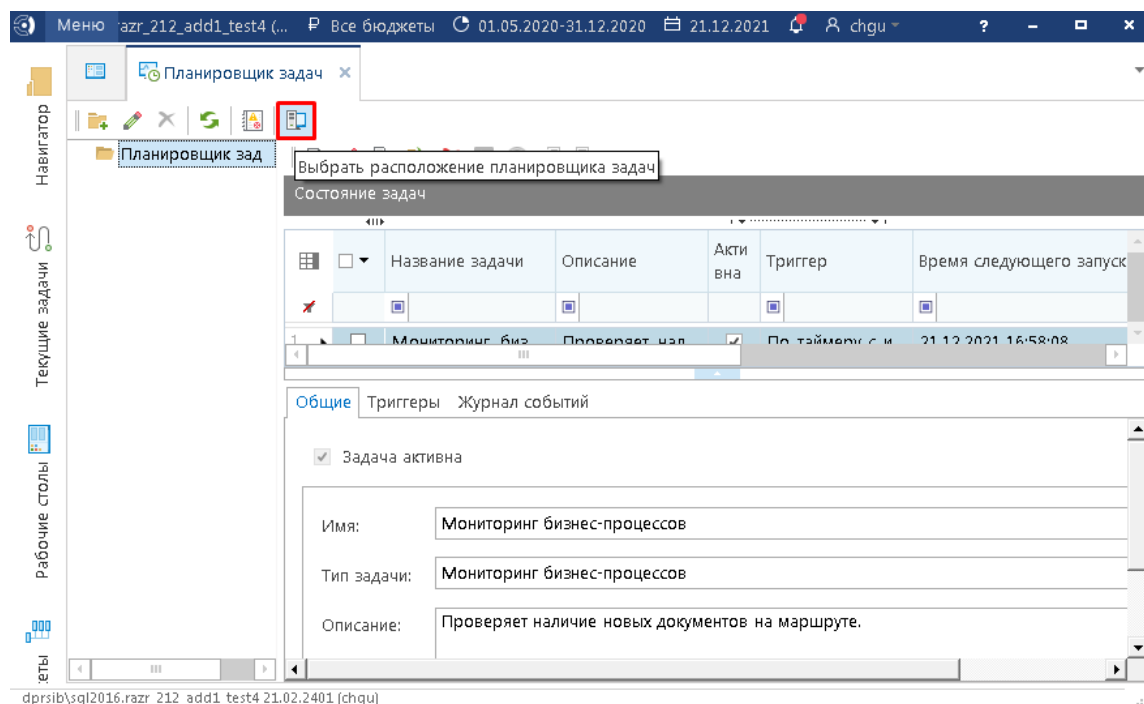 Меню razr_212_add1_test4 (... ₽ Все бюджеты 01.05.2020-31.12.2020 21.12.2021 chgu ?
Планировщик задач
Навигатор
Текущие задачи
Рабочие столы
Планировщик зад
Выбрать расположение планировщика задач
Состояние задач
Название задачи Описание Акти
вна Триггер Время следующего запуск
1 Мониторинг биз Проверяет нал По таймеру с и 21.12.2021 16:58:08
Общие Триггеры Журнал событий
Задача активна
Имя: Мониторинг бизнес-процессов
Тип задачи: Мониторинг бизнес-процессов
Описание: Проверяет наличие новых документов на маршруте.
dprsib\sql2016.razr_212_add1_test4 21.02.2401 (chgu)